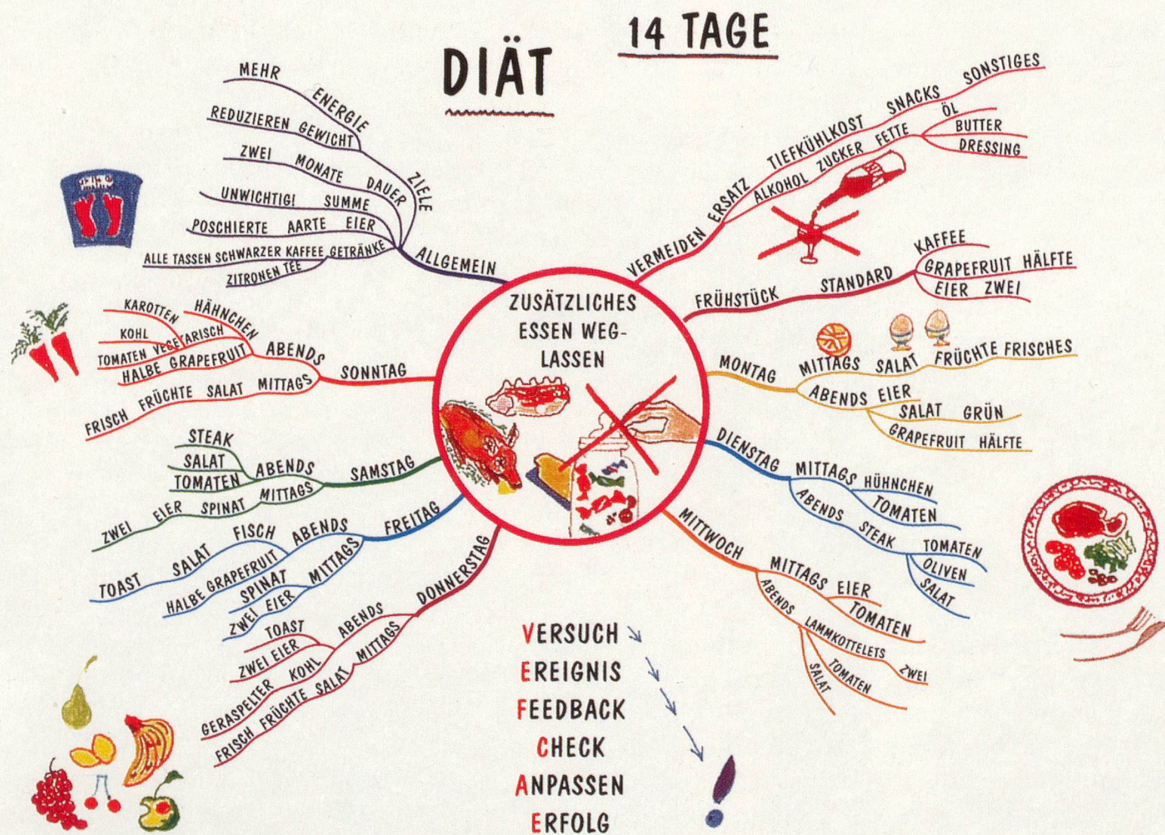 DIÄT
14 TAGE
ZUSÄTZLICHES
ESSEN WEG-
LASSEN
VERMEIDEN
ERSATZ
TIEFKÜHLKOST SNACKS SONSTIGES
ALKOHOL ZUCKER FETTE
ÖL
BUTTER
DRESSING
FRÜHSTÜCK STANDARD
KAFFEE
GRAPEFRUIT HÄLFTE
EIER ZWEI
MONTAG
MITTAGS SALAT FRÜCHTE FRISCHES
ABENDS EIER
SALAT GRÜN
GRAPEFRUIT HÄLFTE
DIENSTAG
MITTAGS HÜHNCHEN
TOMATEN
ABENDS STEAK
TOMATEN
OLIVEN
SALAT
MITTWOCH
MITTAGS EIER
TOMATEN
ABENDS LAMMKOTTELETS ZWEI
TOMATEN
SALAT
DONNERSTAG
MITTAGS
FRISCH FRÜCHTE SALAT
ABENDS
TOAST
ZWEI EIER
GERASPELTER KOHL
FREITAG
MITTAGS
SPINAT
ZWEI EIER
ABENDS
TOAST SALAT FISCH
HALBE GRAPEFRUIT
SAMSTAG
MITTAGS
ZWEI EIER SPINAT
ABENDS
STEAK
SALAT
TOMATEN
SONNTAG
MITTAGS
FRISCH FRÜCHTE SALAT
ABENDS
HÄHNCHEN
KAROTTEN
KOHL
TOMATEN VEGETARISCH
HALBE GRAPEFRUIT
ALLGEMEIN
ZIELE
MEHR ENERGIE
REDUZIEREN GEWICHT
ZWEI MONATE DAUER
UNWICHTIG! SUMME
POSCHIERTE AARTE EIER
ALLE TASSEN SCHWARZER KAFFEE GETRÄNKE
ZITRONEN TEE
VERSUCH
EREIGNIS
FEEDBACK
CHECK
ANPASSEN
ERFOLG